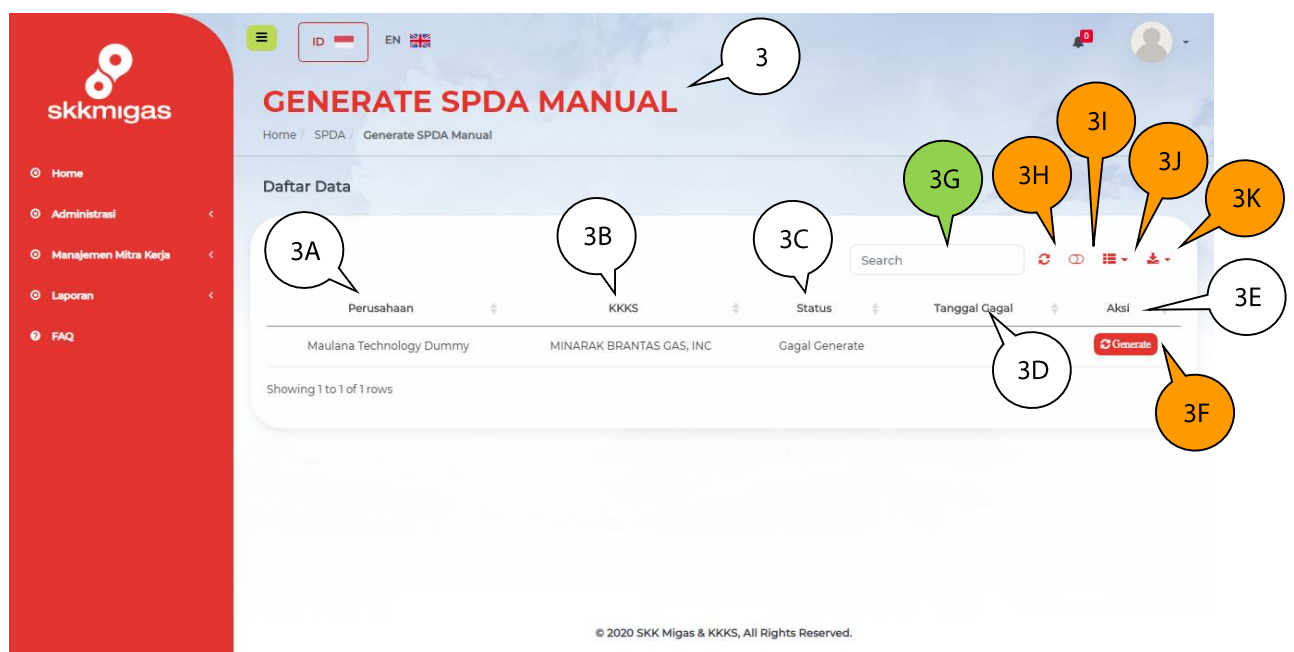 skkmigas
Home
Administrasi
Manajemen Mitra Kerja
Laporan
FAQ
ID
EN
0
3
GENERATE SPDA MANUAL
Home / SPDA / Generate SPDA Manual
Daftar Data
3A
3B
3C
3G
3H
3I
3J
3K
Search
3E
Perusahaan KKKS Status Tanggal Gagal Aksi
Maulana Technology Dummy MINARAK BRANTAS GAS, INC Gagal Generate Generate
3D
3F
Showing 1 to 1 of 1 rows
© 2020 SKK Migas & KKKS, All Rights Reserved.